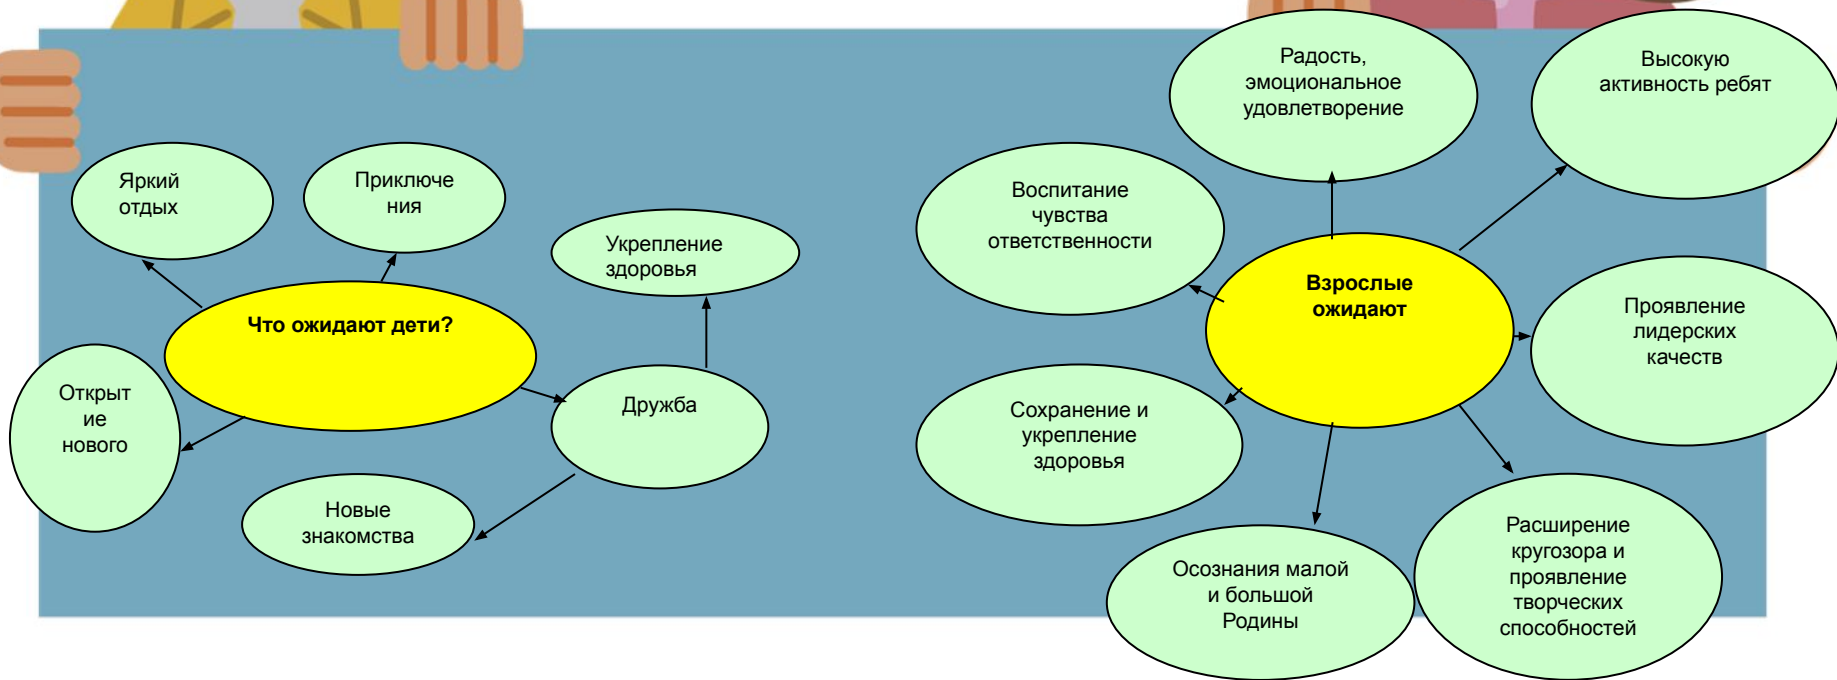 Яркий
отдых
Приключе
ния
Укрепление
здоровья
Что ожидают дети?
Открыт
ие
нового
Дружба
Новые
знакомства
Радость,
эмоциональное
удовлетворение
Высокую
активность ребят
Воспитание
чувства
ответственности
Взрослые
ожидают
Проявление
лидерских
качеств
Сохранение и
укрепление
здоровья
Осознания малой
и большой
Родины
Расширение
кругозора и
проявление
творческих
способностей